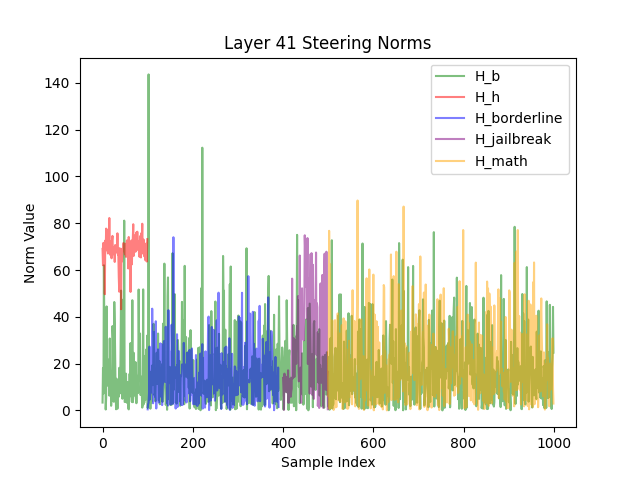 Layer 41 Steering Norms
H_b
H_h
H_borderline
H_jailbreak
H_math
Norm Value
140
120
100
80
60
40
20
0
0 200 400 600 800 1000
Sample Index